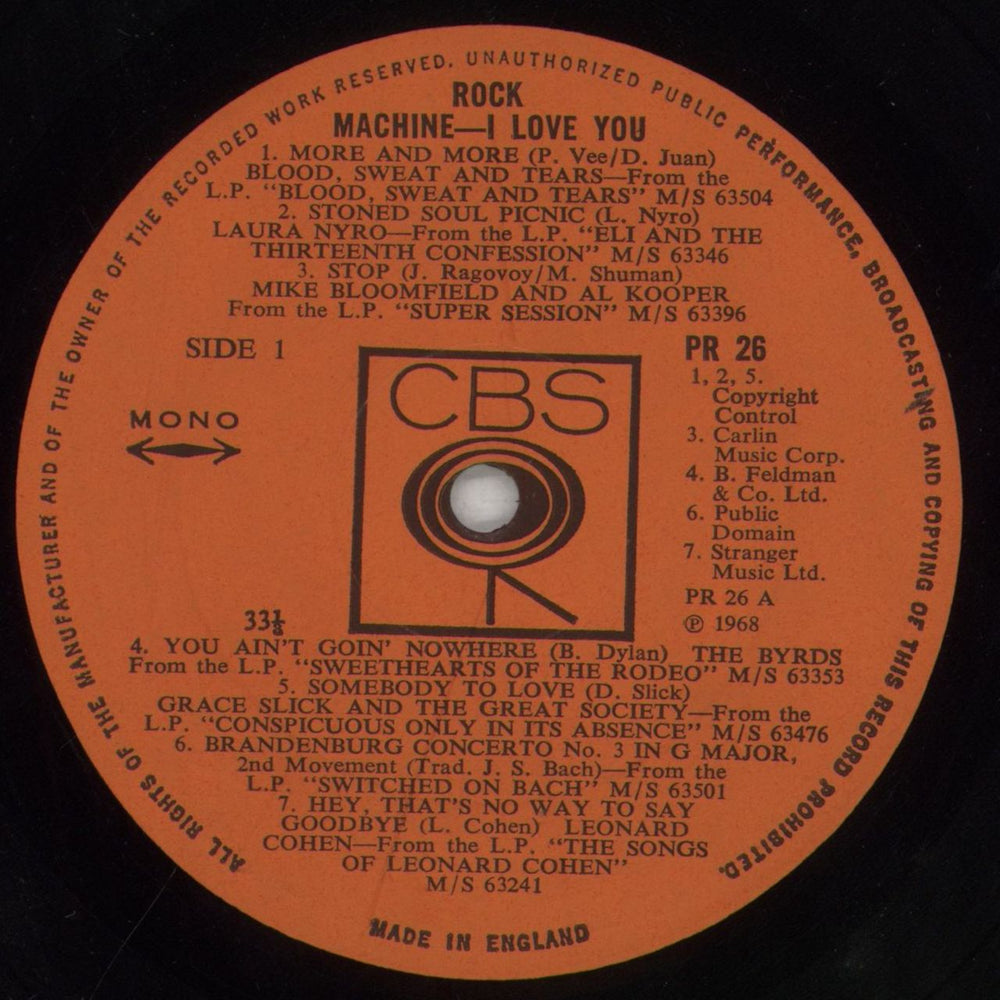 ALL RIGHTS OF THE MANUFACTURER AND OF THE OWNER OF THE RECORDED WORK RESERVED. UNAUTHORIZED PUBLIC PERFORMANCE, BROADCASTING AND COPYING OF THIS RECORD PROHIBITED.
ROCK
MACHINE—I LOVE YOU
1. MORE AND MORE (P. Vee/D. Juan)
BLOOD, SWEAT AND TEARS—From the
L.P. “BLOOD, SWEAT AND TEARS” M/S 63504
2. STONED SOUL PICNIC (L. Nyro)
LAURA NYRO—From the L.P. “ELI AND THE
THIRTEENTH CONFESSION” M/S 63346
3. STOP (J. Ragovoy/M. Shuman)
MIKE BLOOMFIELD AND AL KOOPER
From the L.P. “SUPER SESSION” M/S 63396
SIDE 1
MONO
CBS
PR 26
1, 2, 5.
Copyright
Control
3. Carlin
Music Corp.
4. B. Feldman
& Co. Ltd.
6. Public
Domain
7. Stranger
Music Ltd.
PR 26 A
℗ 1968
33⅓
4. YOU AIN'T GOIN' NOWHERE (B. Dylan) THE BYRDS
From the L.P. “SWEETHEARTS OF THE RODEO” M/S 63353
5. SOMEBODY TO LOVE (D. Slick)
GRACE SLICK AND THE GREAT SOCIETY—From the
L.P. “CONSPICUOUS ONLY IN ITS ABSENCE” M/S 63476
6. BRANDENBURG CONCERTO No. 3 IN G MAJOR,
2nd Movement (Trad. J. S. Bach)—From the
L.P. “SWITCHED ON BACH” M/S 63501
7. HEY, THAT'S NO WAY TO SAY
GOODBYE (L. Cohen) LEONARD
COHEN—From the L.P. “THE SONGS
OF LEONARD COHEN”
M/S 63241
MADE IN ENGLAND